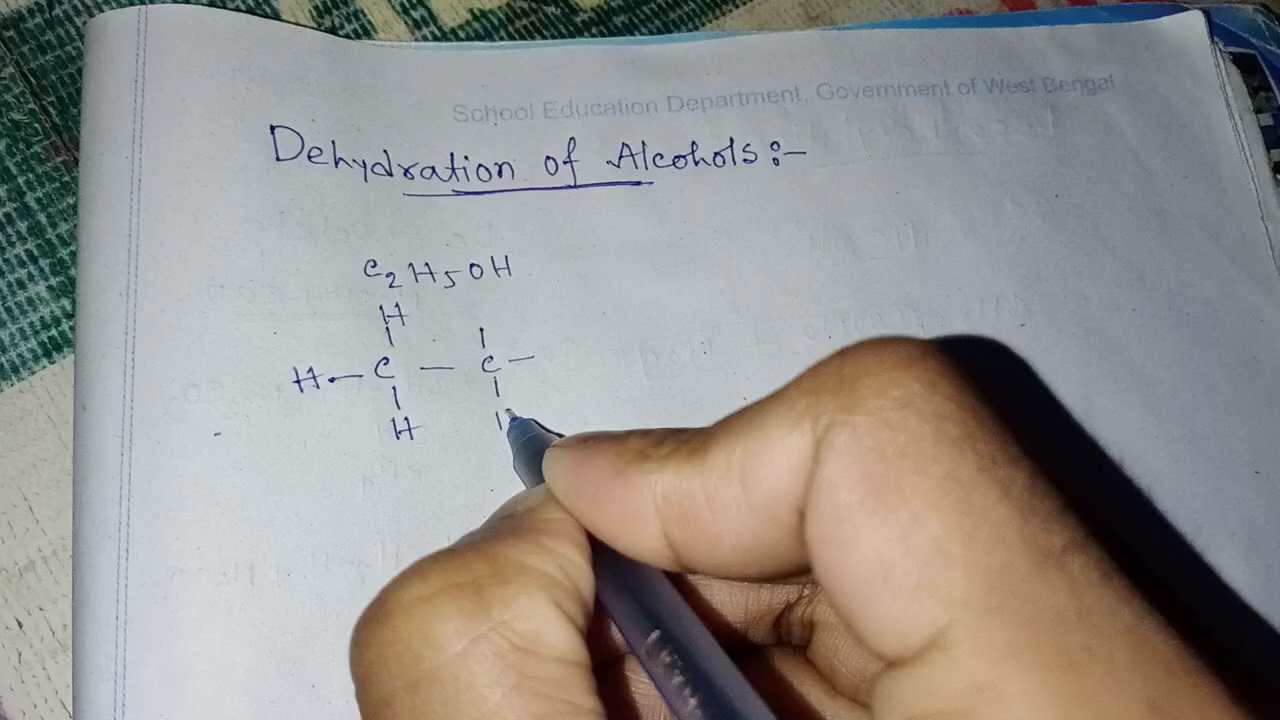 School Education Department, Government of West Bengal
Dehydration of Alcohols :-
C₂H₅OH
H
H - C - C -
H